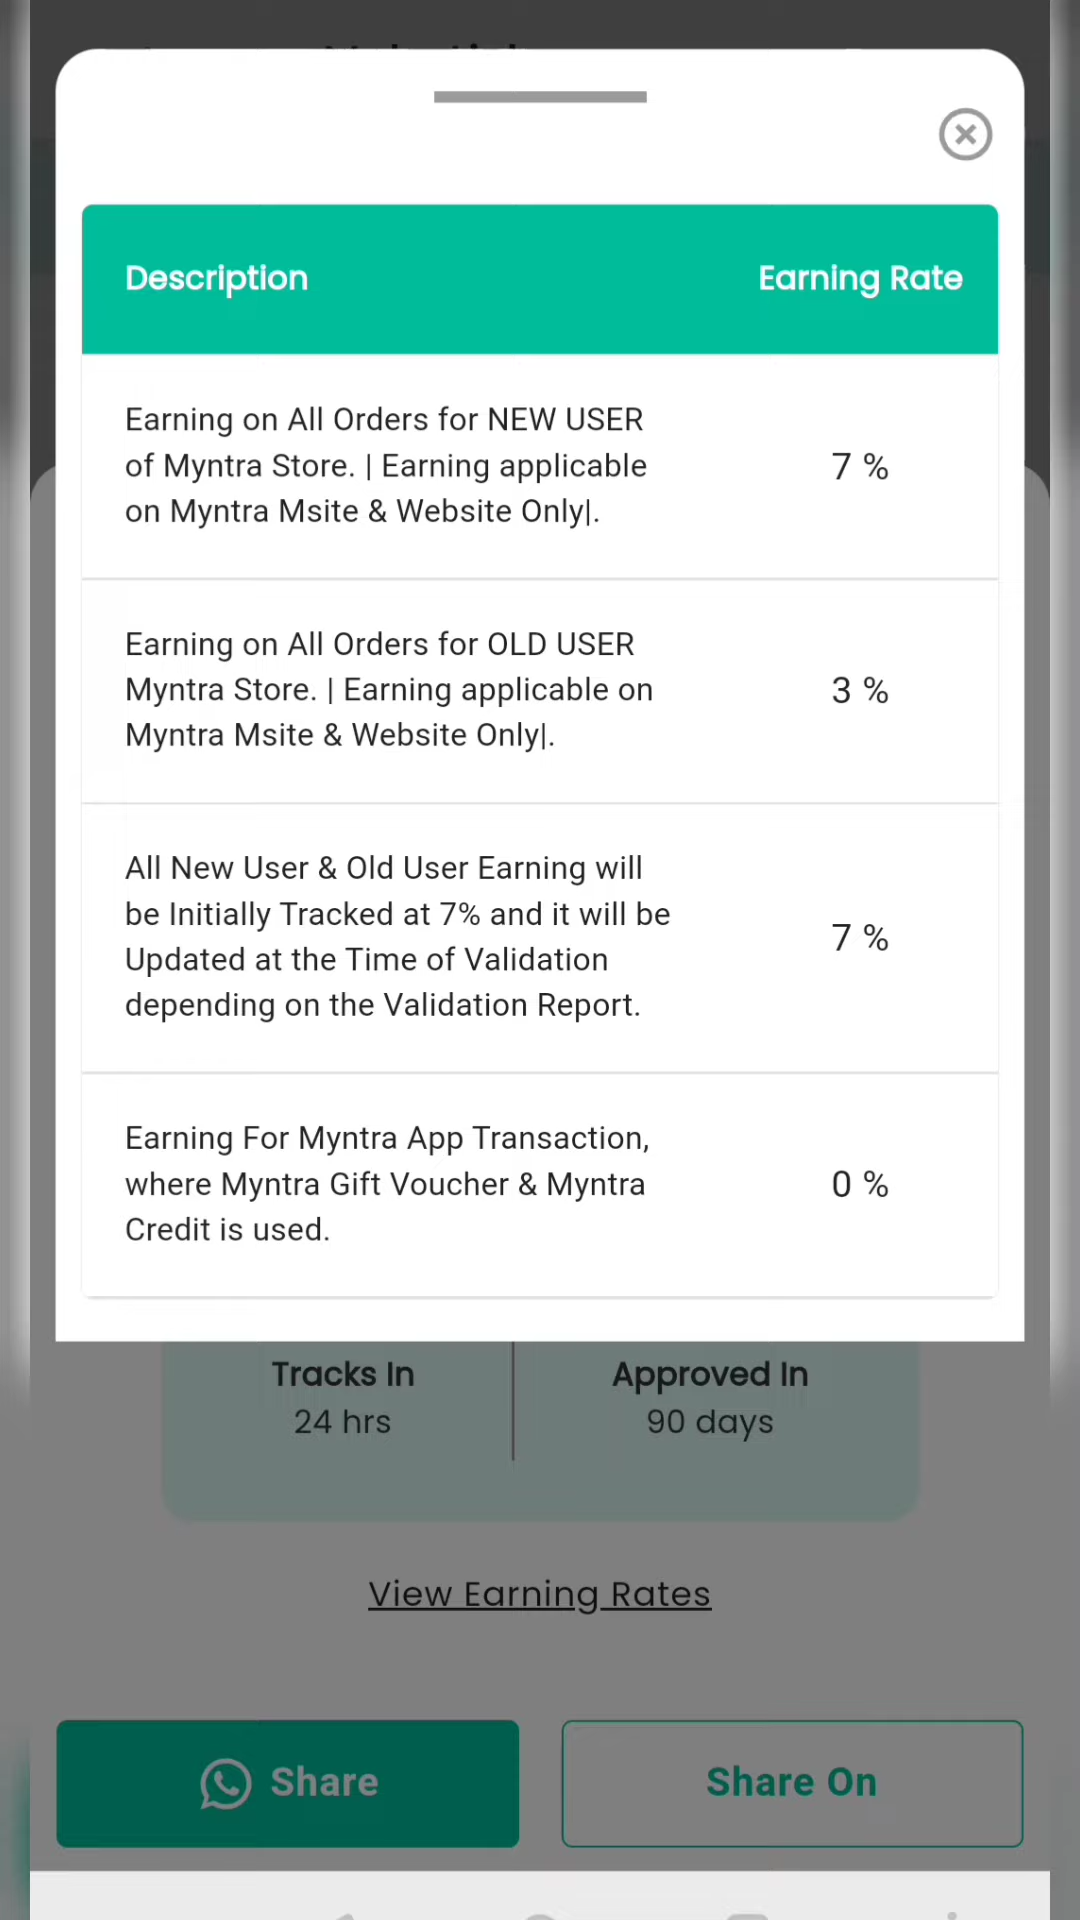 Description
Earning Rate
Earning on All Orders for NEW USER
of Myntra Store. | Earning applicable
on Myntra Msite & Website Only|.
7 %
Earning on All Orders for OLD USER
Myntra Store. | Earning applicable on
Myntra Msite & Website Only|.
3 %
All New User & Old User Earning will
be Initially Tracked at 7% and it will be
Updated at the Time of Validation
depending on the Validation Report.
7 %
Earning For Myntra App Transaction,
where Myntra Gift Voucher & Myntra
Credit is used.
0 %
Tracks In
24 hrs
Approved In
90 days
View Earning Rates
Share
Share On